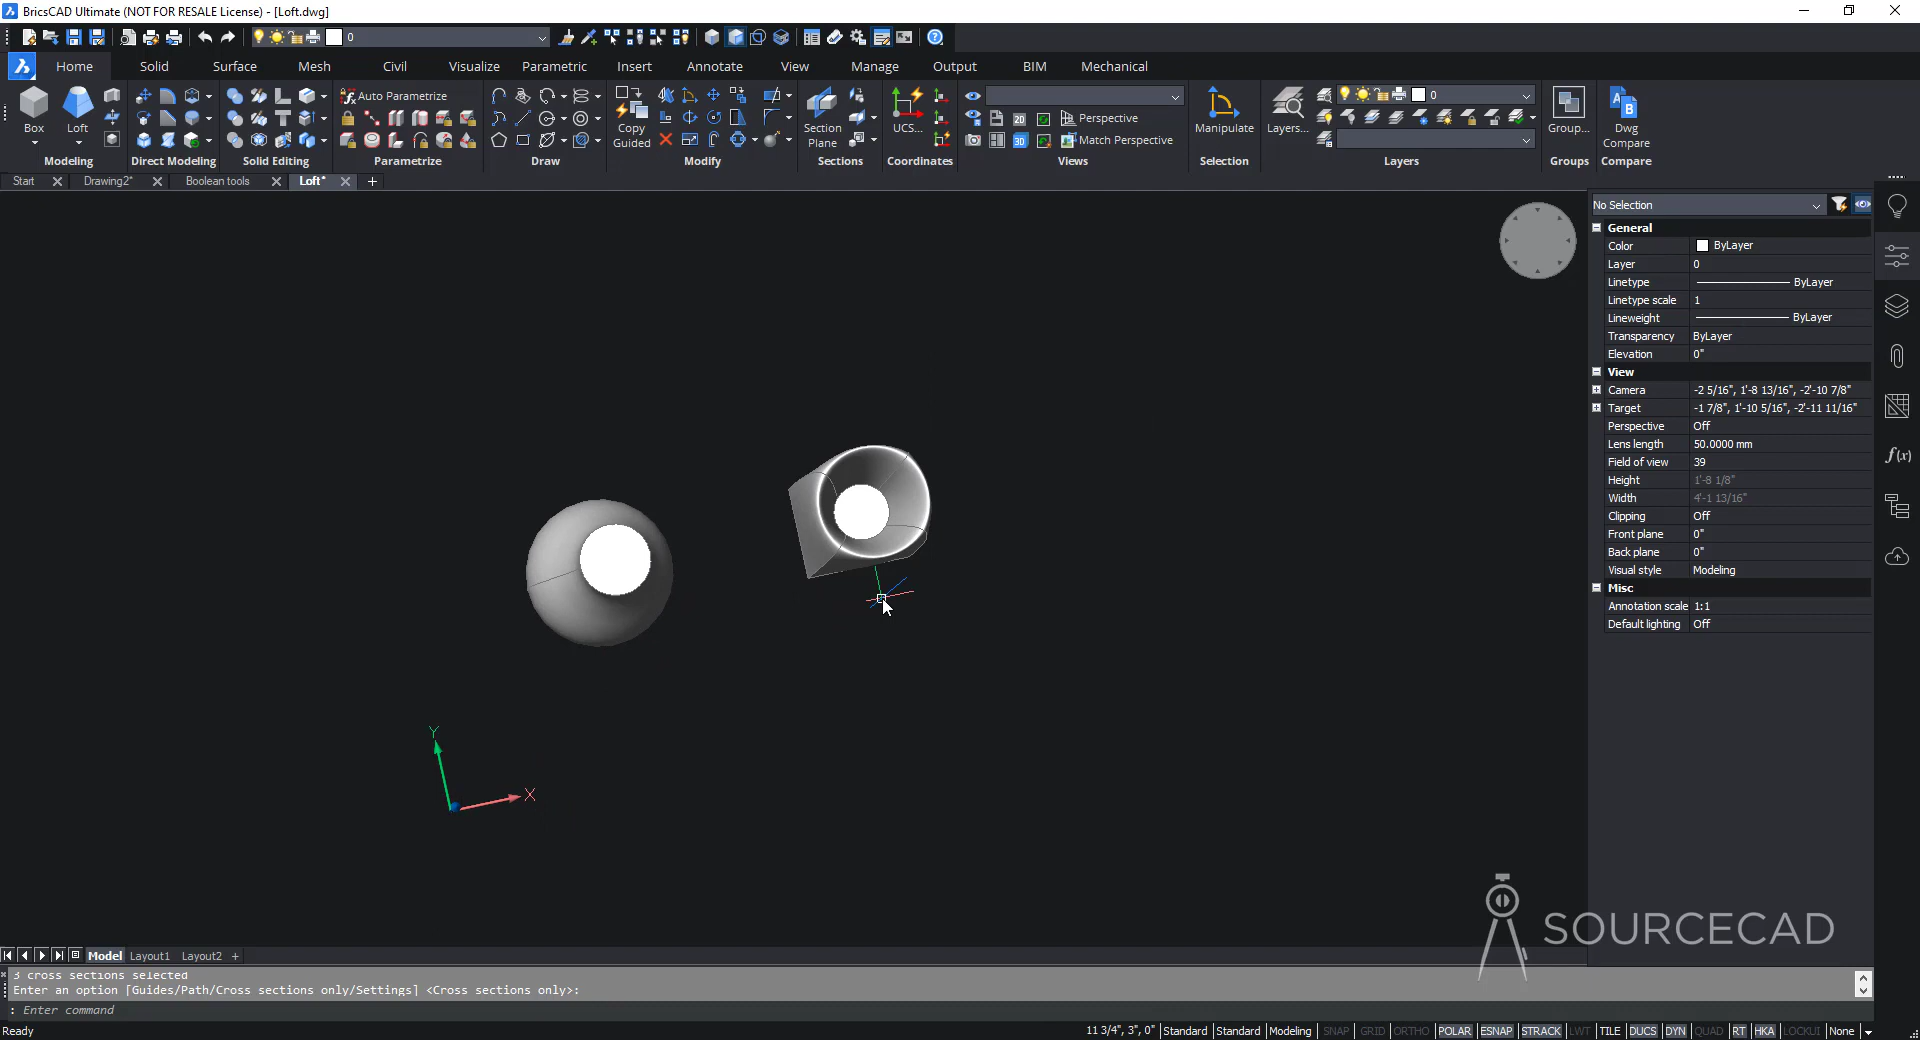 BricsCAD Ultimate (NOT FOR RESALE License) - [Loft.dwg]
0
Home Solid Surface Mesh Civil Visualize Parametric Insert Annotate View Manage Output BIM Mechanical
Box
Loft
Modeling
Direct Modeling
Solid Editing
Auto Parametrize
Parametrize
Draw
Copy
Guided
Modify
Section
Plane
Sections
UCS...
Coordinates
2D
3D
Perspective
Match Perspective
Views
Manipulate
Selection
Layers...
0
Layers
Group...
Groups
Dwg
Compare
Compare
Start Drawing2* Boolean tools Loft* +
No Selection
General
Color ByLayer
Layer 0
Linetype ByLayer
Linetype scale 1
Lineweight ByLayer
Transparency ByLayer
Elevation 0"
View
Camera -2 5/16", 1'-8 13/16", -2'-10 7/8"
Target -1 7/8", 1'-10 5/16", -2'-11 11/16"
Perspective Off
Lens length 50.0000 mm
Field of view 39
Height 1'-8 1/8"
Width 4'-1 13/16"
Clipping Off
Front plane 0"
Back plane 0"
Visual style Modeling
Misc
Annotation scale 1:1
Default lighting Off
f(x)
Y
X
SOURCECAD
Model Layout1 Layout2 +
3 cross sections selected
Enter an option [Guides/Path/Cross sections only/Settings] <Cross sections only>:
: Enter command
Ready
11 3/4", 3", 0" Standard Standard Modeling SNAP GRID ORTHO POLAR ESNAP STRACK LWT TILE DUCS DYN QUAD RT HKA LOCKUI None